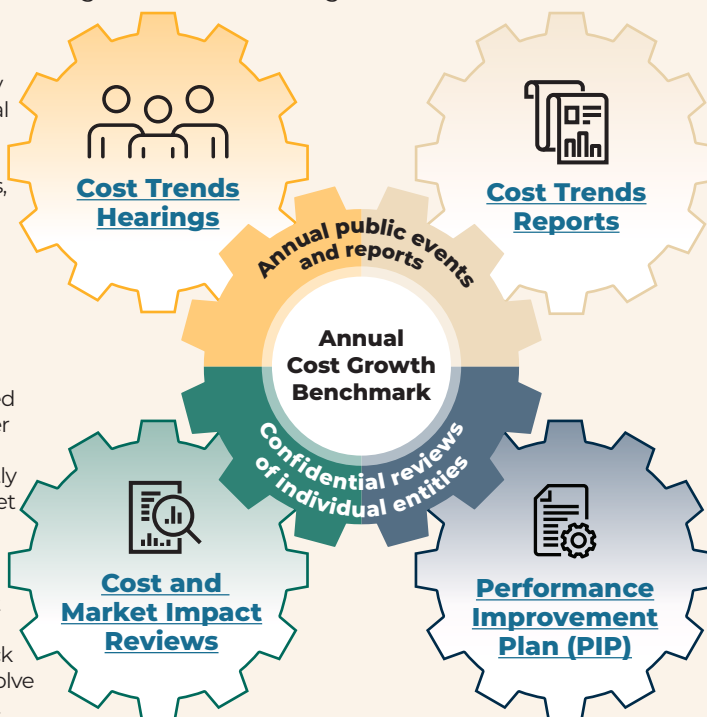 Cost Trends
Hearings
Cost Trends
Reports
Annual public events
and reports
Annual
Cost Growth
Benchmark
Confidential reviews
of individual entities
Cost and
Market Impact
Reviews
Performance
Improvement
Plan (PIP)